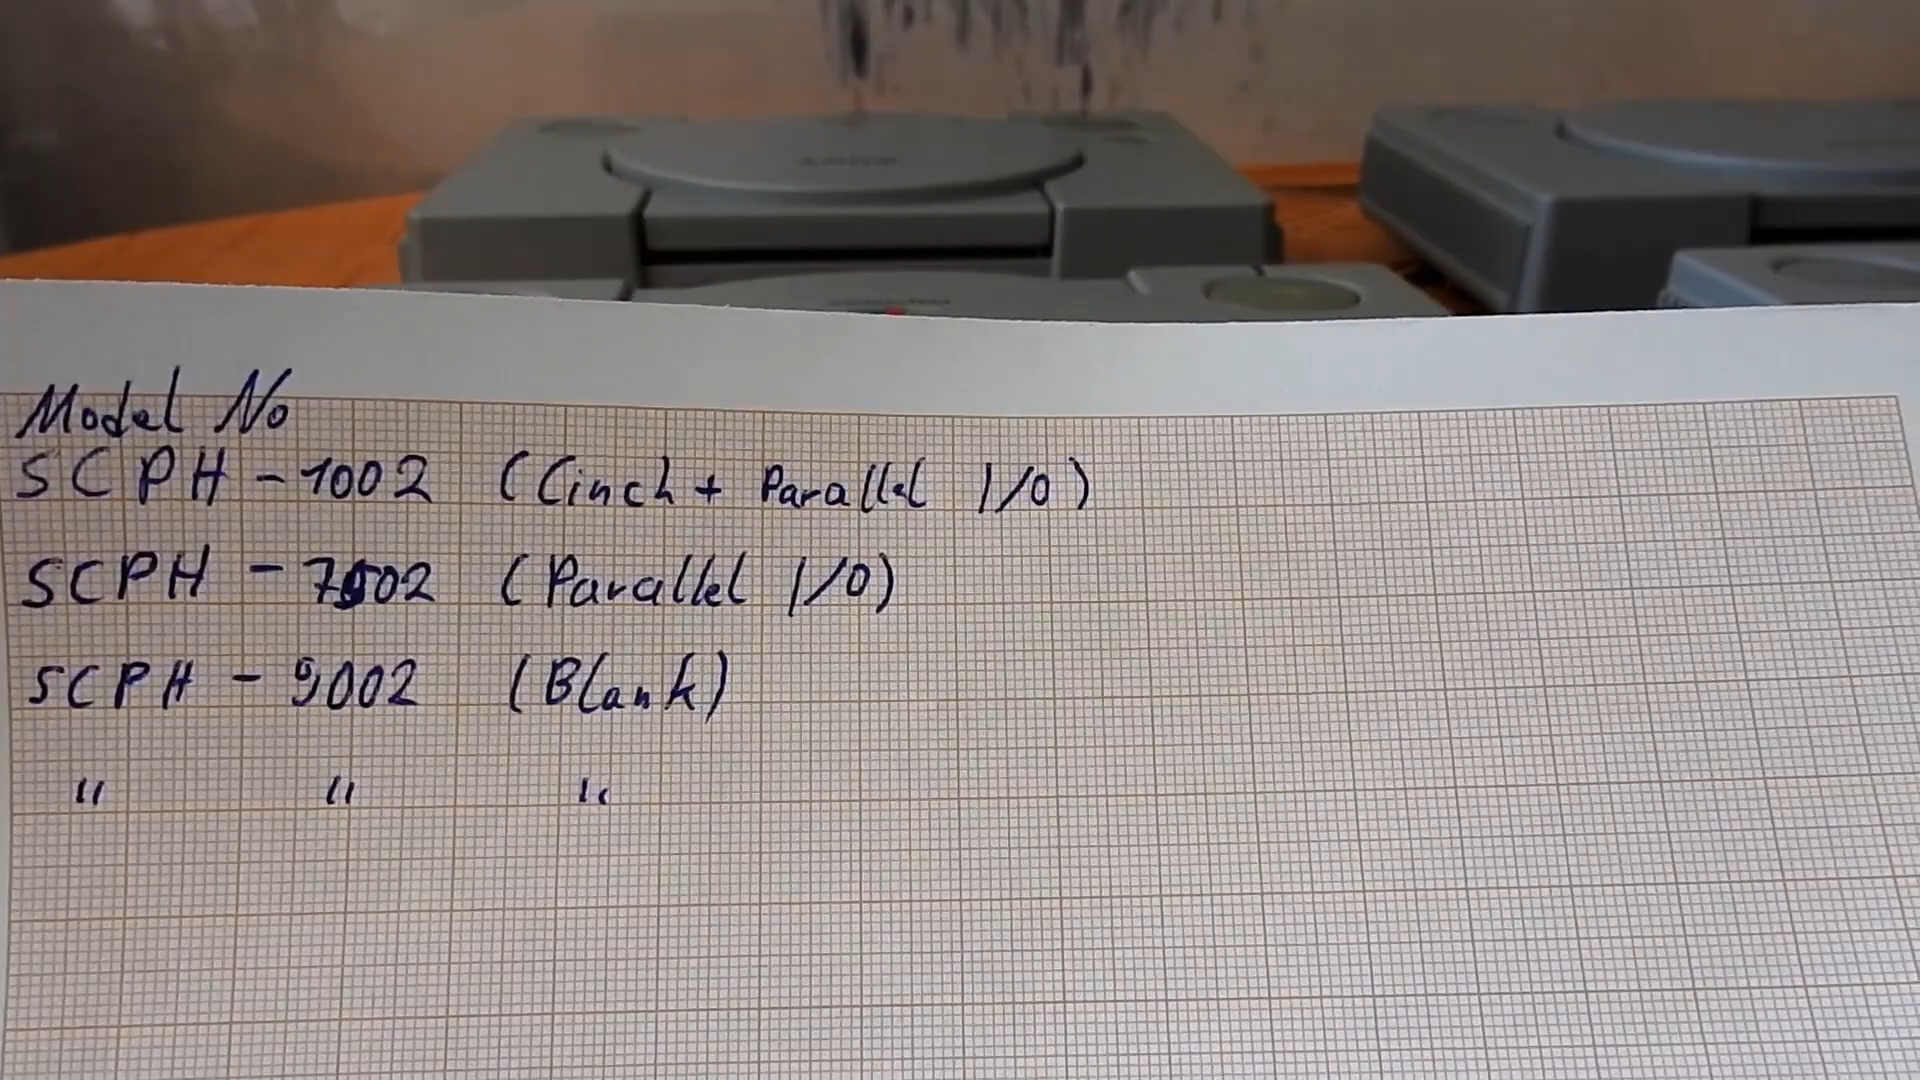 Model No
SCPH - 1002 (Cinch + Parallel I/O)
SCPH - 7502 (Parallel I/O)
SCPH - 9002 (Blank)
" " "